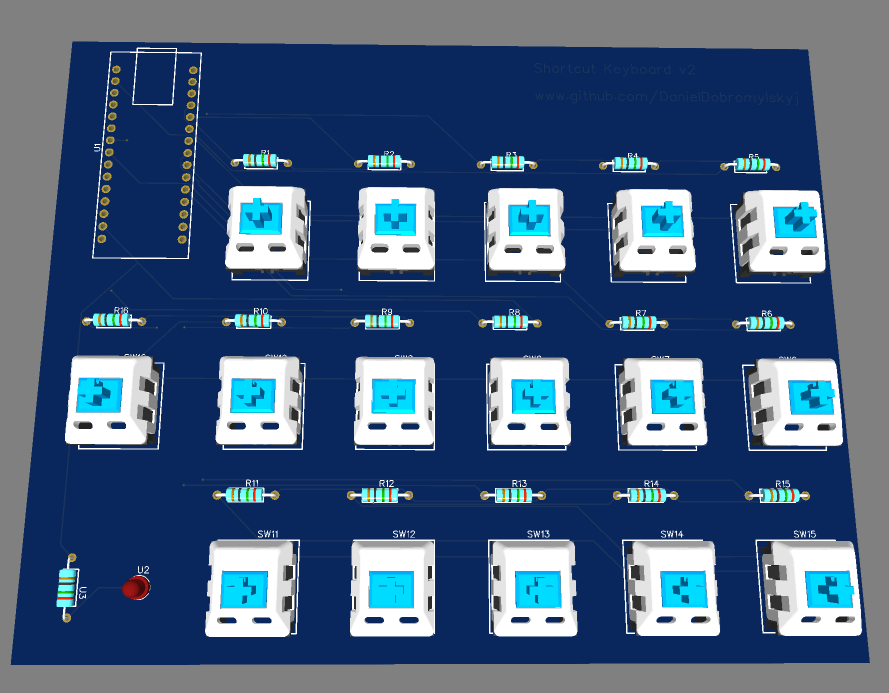 Shortcut Keyboard v2
www.github.com/DanielDobromylskyj
U1
R1 R2 R3 R4 R5
R16 R10 R9 R8 R7 R6
R11 R12 R13 R14 R15
SW11 SW12 SW13 SW14 SW15
U2
U3